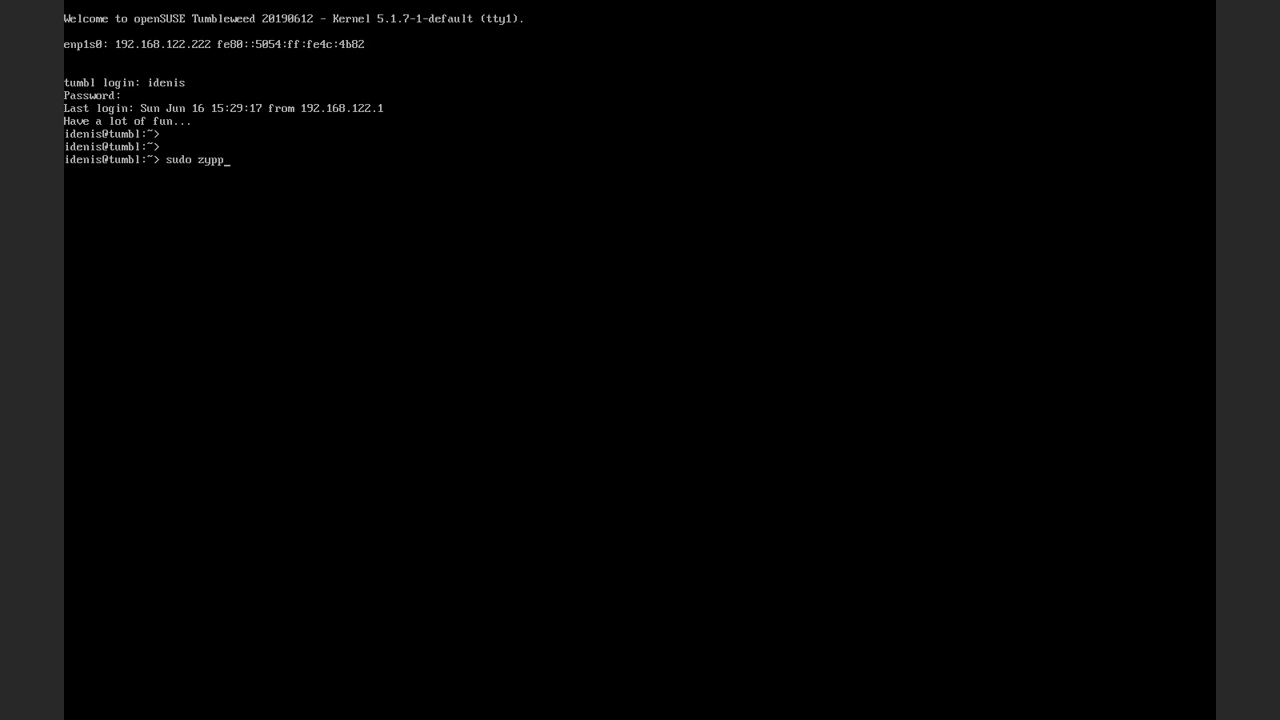 Welcome to openSUSE Tumbleweed 20190612 - Kernel 5.1.7-1-default (tty1).
enp1s0: 192.168.122.222 fe80::5054:ff:fe4c:4b82
tumbl login: idenis
Password:
Last login: Sun Jun 16 15:29:17 from 192.168.122.1
Have a lot of fun...
idenis@tumbl:~>
idenis@tumbl:~>
idenis@tumbl:~> sudo zypp_